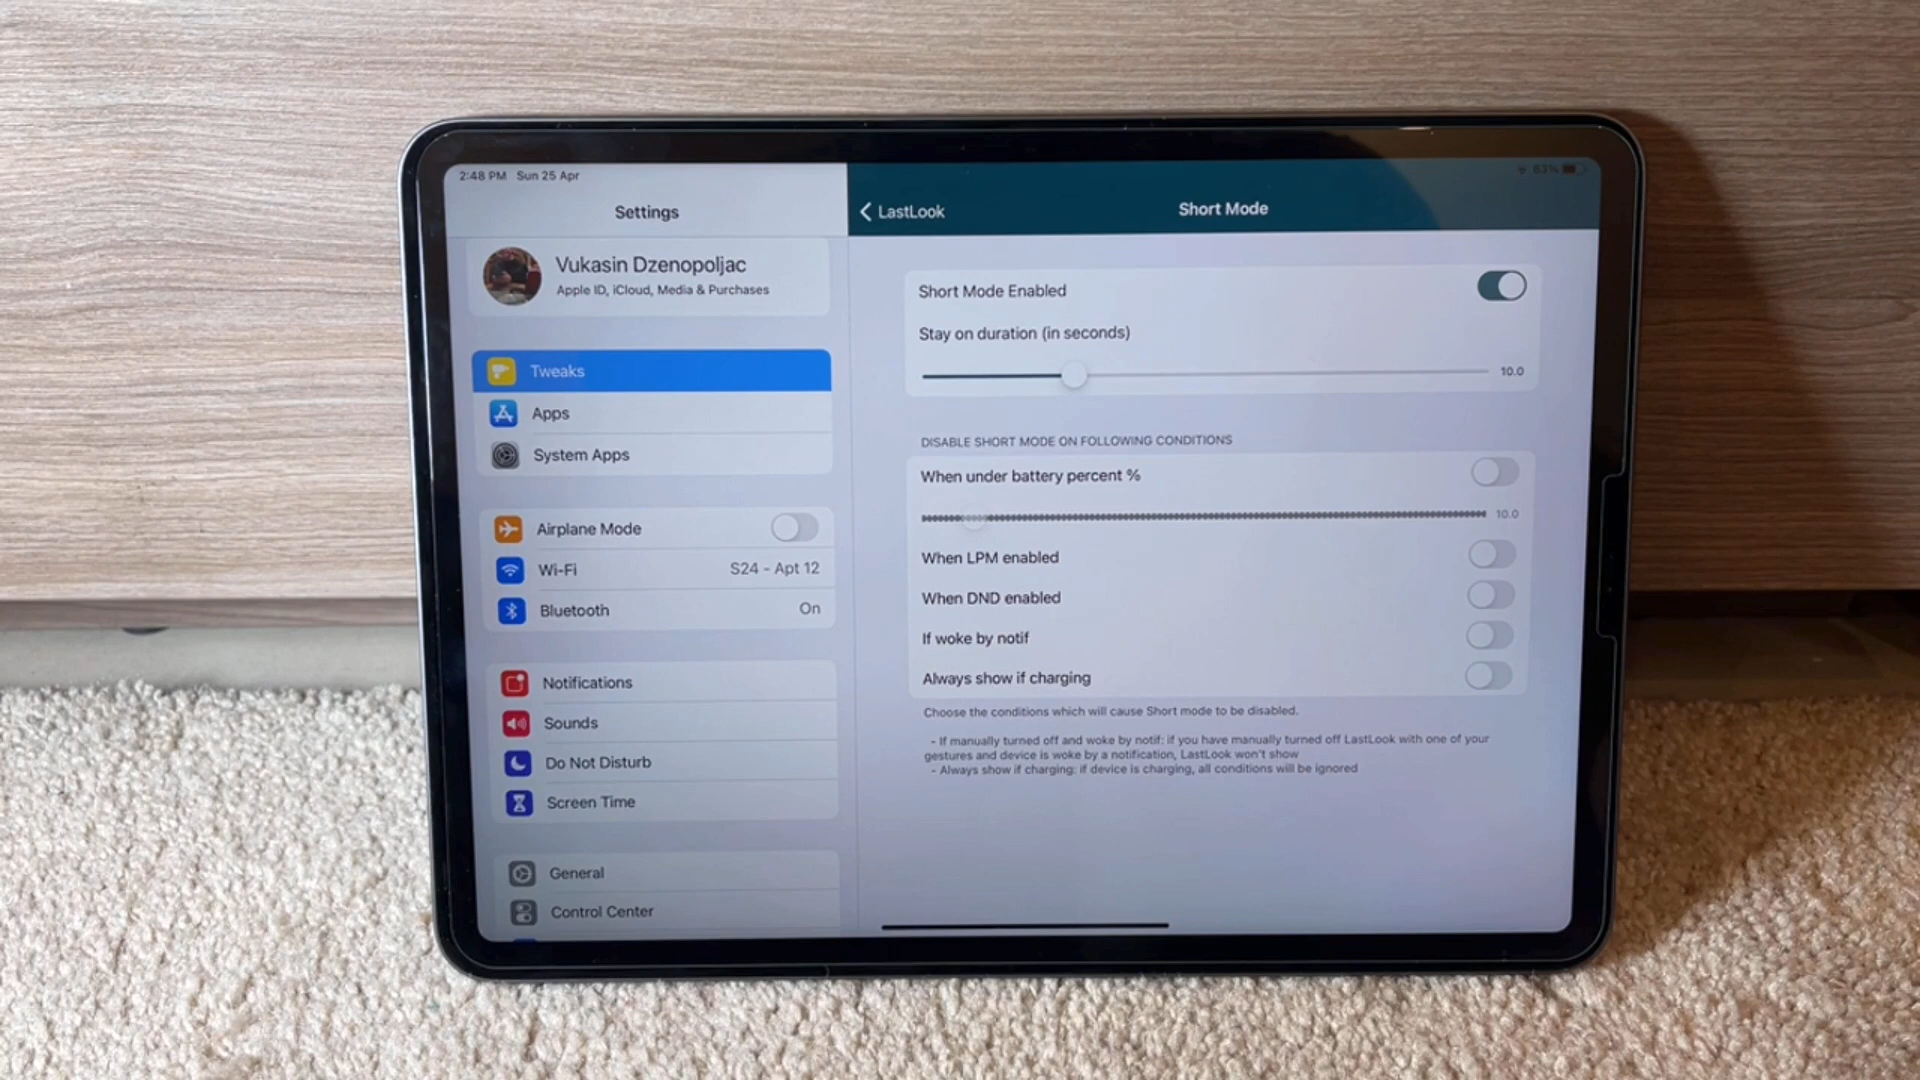 2:48 PM Sun 25 Apr
83%
Settings
LastLook
Short Mode
Vukasin Dzenopoljac
Apple ID, iCloud, Media & Purchases
Tweaks
Apps
System Apps
Airplane Mode
Wi-Fi
S24 - Apt 12
Bluetooth
On
Notifications
Sounds
Do Not Disturb
Screen Time
General
Control Center
Short Mode Enabled
Stay on duration (in seconds)
10.0
DISABLE SHORT MODE ON FOLLOWING CONDITIONS
When under battery percent %
10.0
When LPM enabled
When DND enabled
If woke by notif
Always show if charging
Choose the conditions which will cause Short mode to be disabled.
- If manually turned off and woke by notif: if you have manually turned off LastLook with one of your
gestures and device is woke by a notification, LastLook won't show
- Always show if charging: if device is charging, all conditions will be ignored